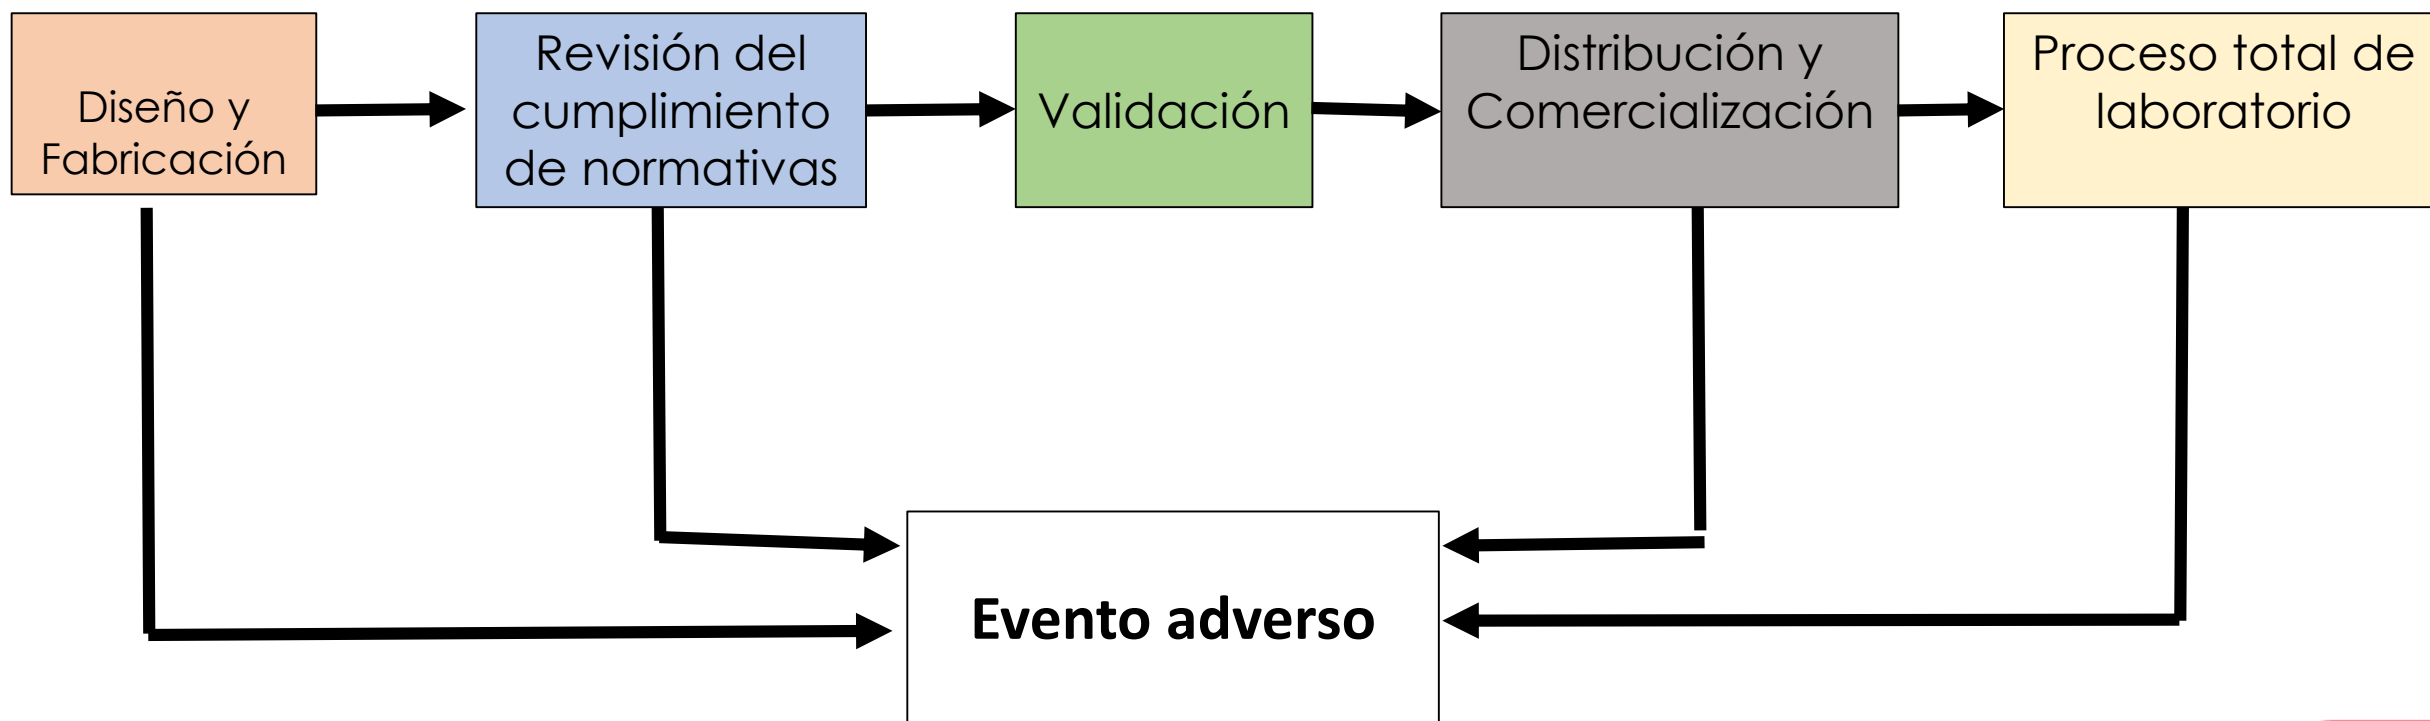 Diseño y
Fabricación
Revisión del
cumplimiento
de normativas
Validación
Distribución y
Comercialización
Proceso total de
laboratorio
Evento adverso